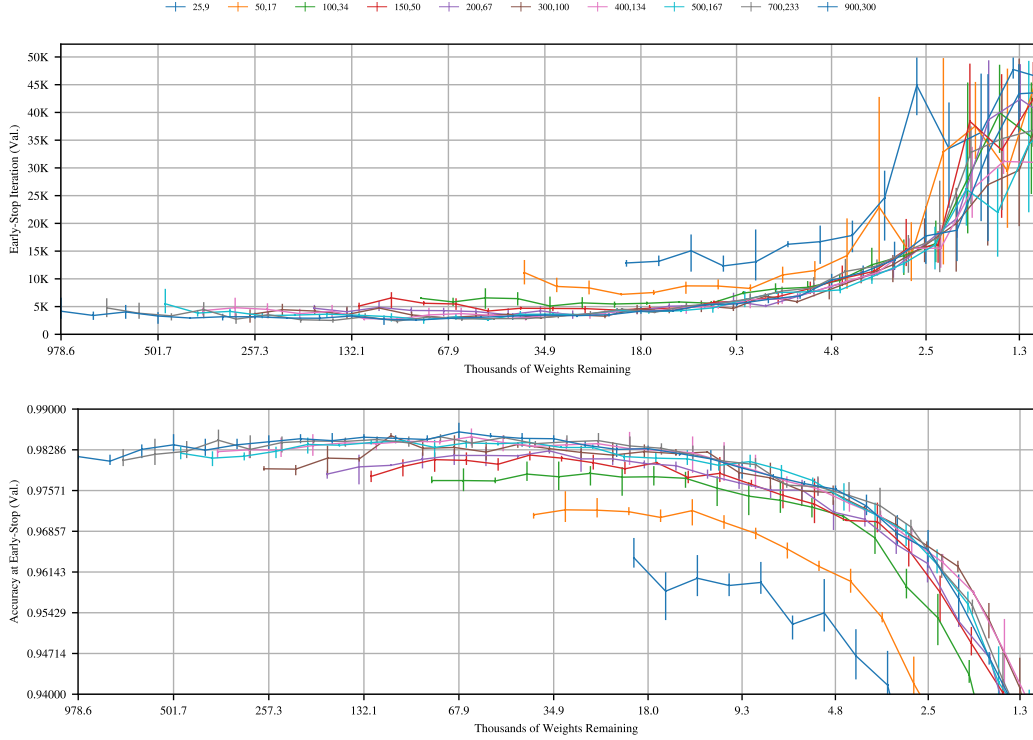 25,9 50,17 100,34 150,50 200,67 300,100 400,134 500,167 700,233 900,300
Early-Stop Iteration (Val.)
50K
45K
40K
35K
30K
25K
20K
15K
10K
5K
0
978.6 501.7 257.3 132.1 67.9 34.9 18.0 9.3 4.8 2.5 1.3
Thousands of Weights Remaining
Accuracy at Early-Stop (Val.)
0.99000
0.98286
0.97571
0.96857
0.96143
0.95429
0.94714
0.94000
978.6 501.7 257.3 132.1 67.9 34.9 18.0 9.3 4.8 2.5 1.3
Thousands of Weights Remaining